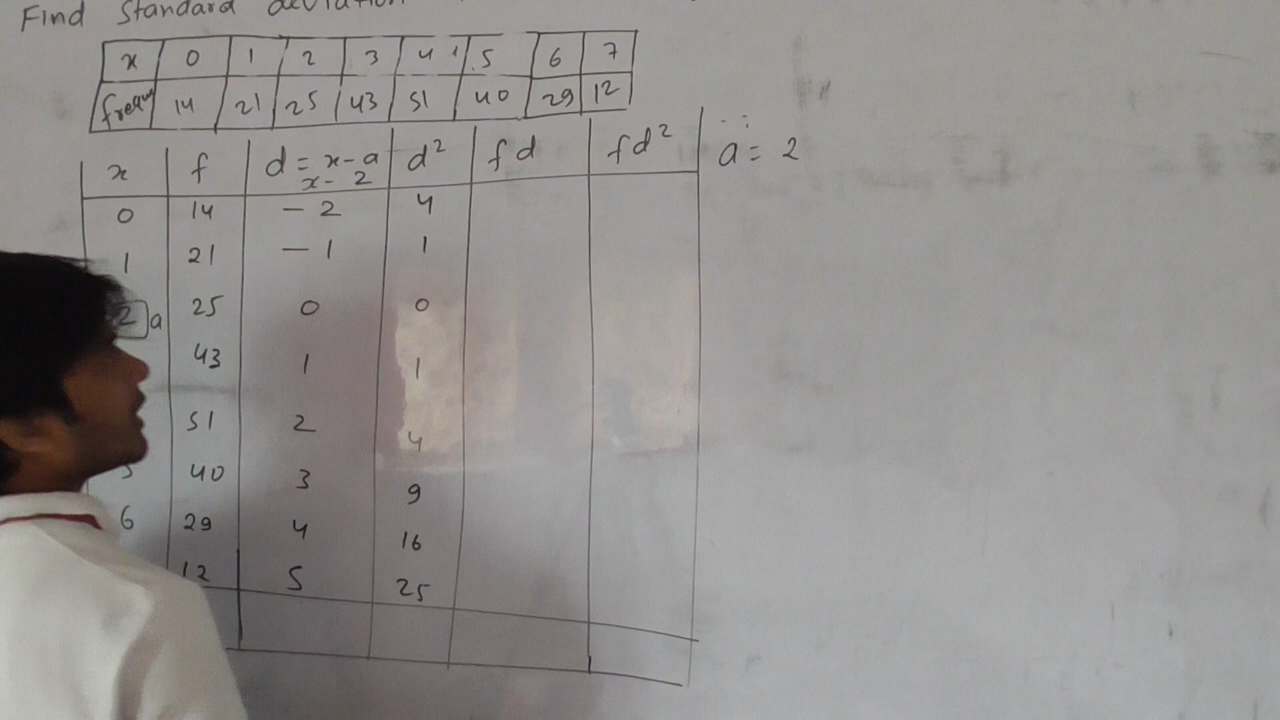 Find Standard deviation
x 0 1 2 3 4 5 6 7
14 21 25 43 51 40 29 12
x f d = x-a d² fd fd² a = 2
x - 2
0 14 - 2 4
1 21 - 1 1
2 a 25 0 0
43 1 1
51 2 4
40 3 9
6 29 4 16
12 5 25